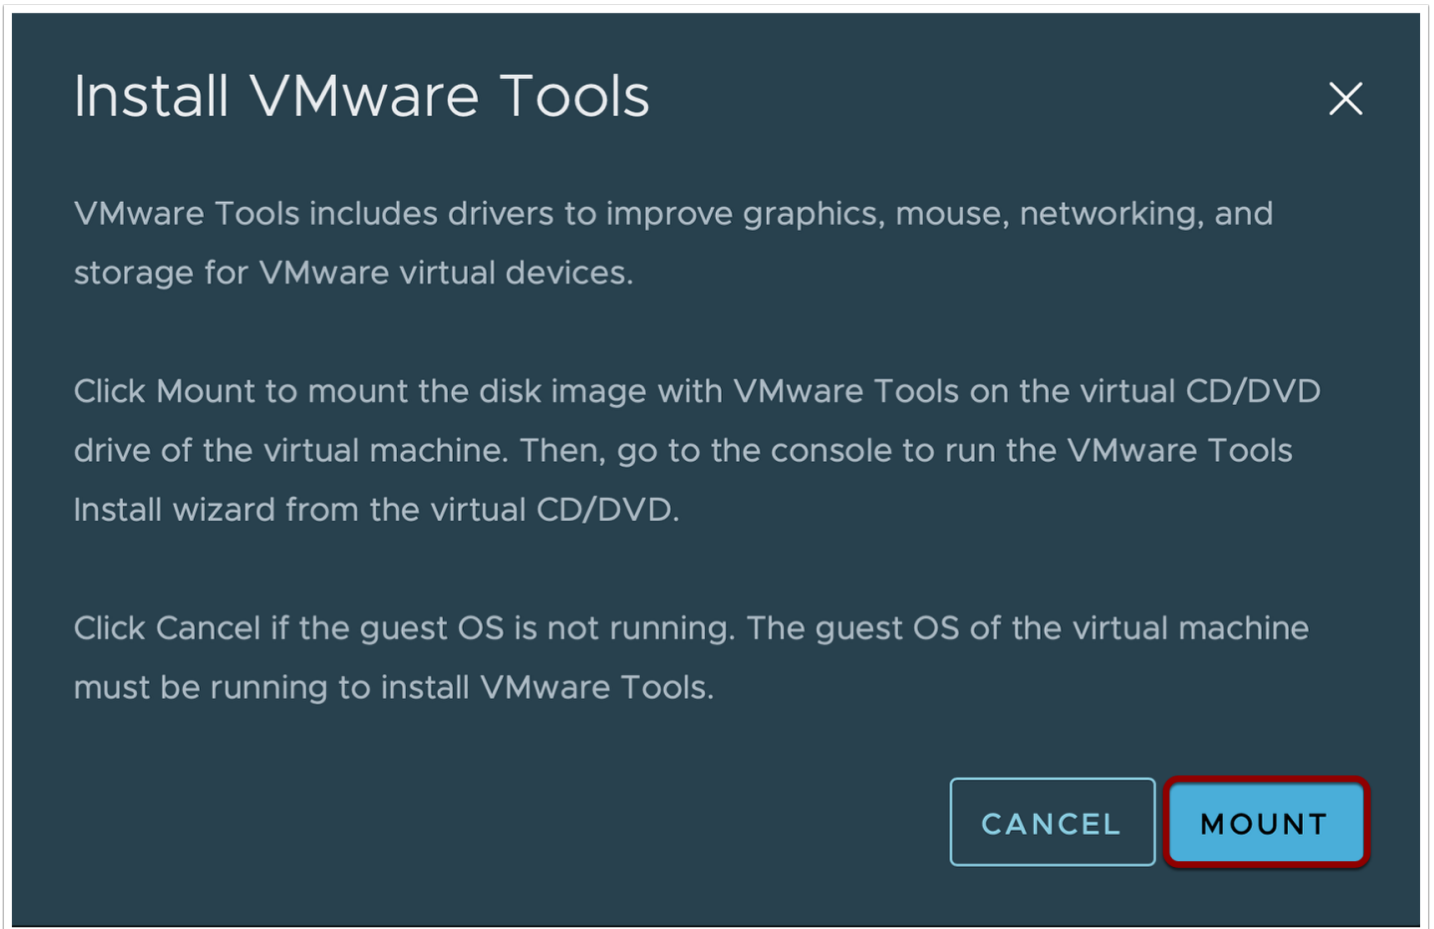 Install VMware Tools
VMware Tools includes drivers to improve graphics, mouse, networking, and
storage for VMware virtual devices.
Click Mount to mount the disk image with VMware Tools on the virtual CD/DVD
drive of the virtual machine. Then, go to the console to run the VMware Tools
Install wizard from the virtual CD/DVD.
Click Cancel if the guest OS is not running. The guest OS of the virtual machine
must be running to install VMware Tools.
CANCEL MOUNT